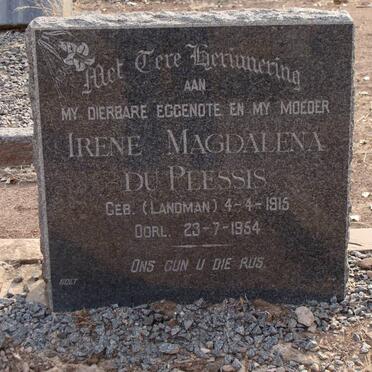 Met Tere Herinnering
AAN
MY DIERBARE EGGENOTE EN MY MOEDER
IRENE MAGDALENA
DU PLESSIS
GEB. (LANDMAN) 4-4-1915
OORL. 23-7-1954
ONS GUN U DIE RUS.